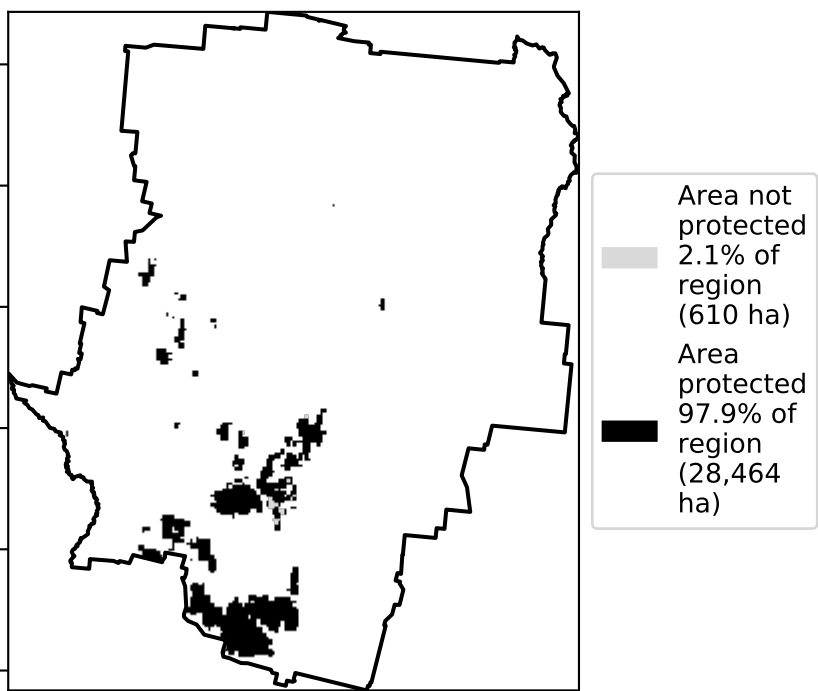 Area not
protected
2.1% of
region
(610 ha)
Area
protected
97.9% of
region
(28,464
ha)